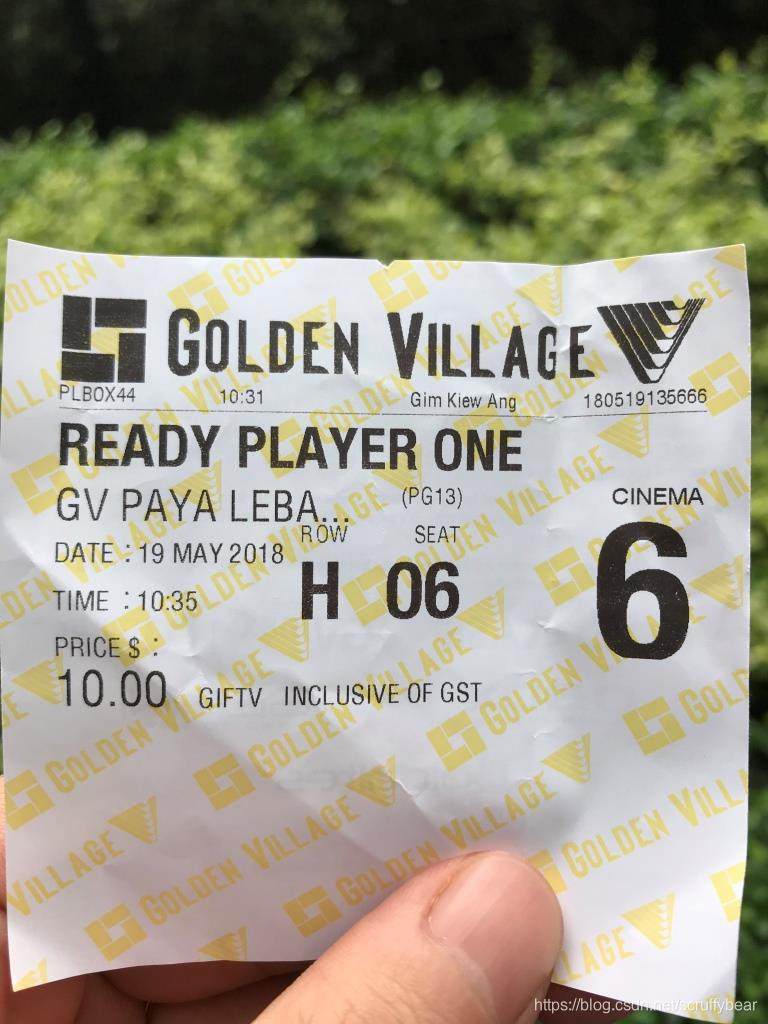 GOLDEN VILLAGE
PLBOX44 10:31 Gim Kiew Ang 180519135666
READY PLAYER ONE
GV PAYA LEBA... (PG13) CINEMA
ROW SEAT
DATE : 19 MAY 2018
H 06 6
TIME : 10:35
PRICE $ :
10.00 GIFTV INCLUSIVE OF GST
https://blog.csdn.net/scruffybear